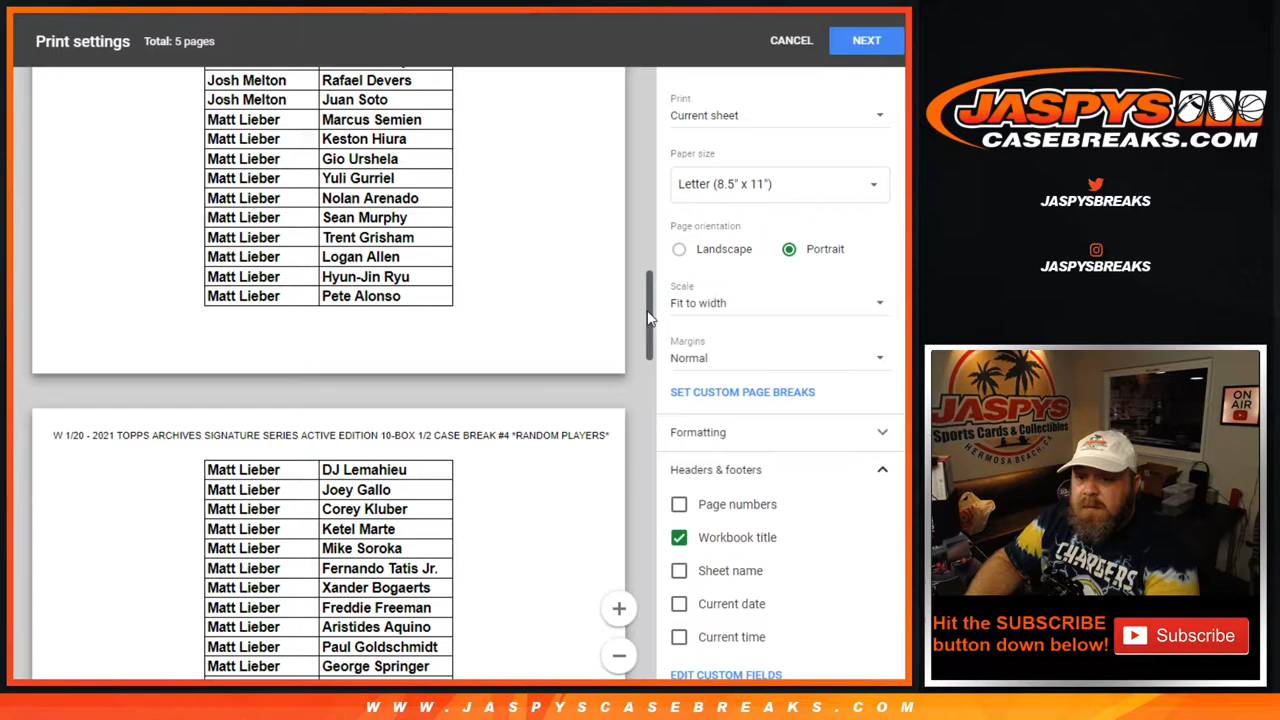 Print settings Total: 5 pages CANCEL NEXT
Josh Melton Rafael Devers
Josh Melton Juan Soto
Matt Lieber Marcus Semien
Matt Lieber Keston Hiura
Matt Lieber Gio Urshela
Matt Lieber Yuli Gurriel
Matt Lieber Nolan Arenado
Matt Lieber Sean Murphy
Matt Lieber Trent Grisham
Matt Lieber Logan Allen
Matt Lieber Hyun-Jin Ryu
Matt Lieber Pete Alonso
W 1/20 - 2021 TOPPS ARCHIVES SIGNATURE SERIES ACTIVE EDITION 10-BOX 1/2 CASE BREAK #4 *RANDOM PLAYERS*
Matt Lieber DJ Lemahieu
Matt Lieber Joey Gallo
Matt Lieber Corey Kluber
Matt Lieber Ketel Marte
Matt Lieber Mike Soroka
Matt Lieber Fernando Tatis Jr.
Matt Lieber Xander Bogaerts
Matt Lieber Freddie Freeman
Matt Lieber Aristides Aquino
Matt Lieber Paul Goldschmidt
Matt Lieber George Springer
Print
Current sheet
Paper size
Letter (8.5" x 11")
Page orientation
Landscape Portrait
Scale
Fit to width
Margins
Normal
SET CUSTOM PAGE BREAKS
Formatting
Headers & footers
Page numbers
Workbook title
Sheet name
Current date
Current time
EDIT CUSTOM FIELDS
JASPYS
CASEBREAKS.COM
JASPYSBREAKS
JASPYSBREAKS
JASPYS
Sports Cards & Collectibles
HERMOSA BEACH, CA
ON
AIR
CHARGERS
Hit the SUBSCRIBE
button down below!
Subscribe
WWW.JASPYSCASEBREAKS.COM